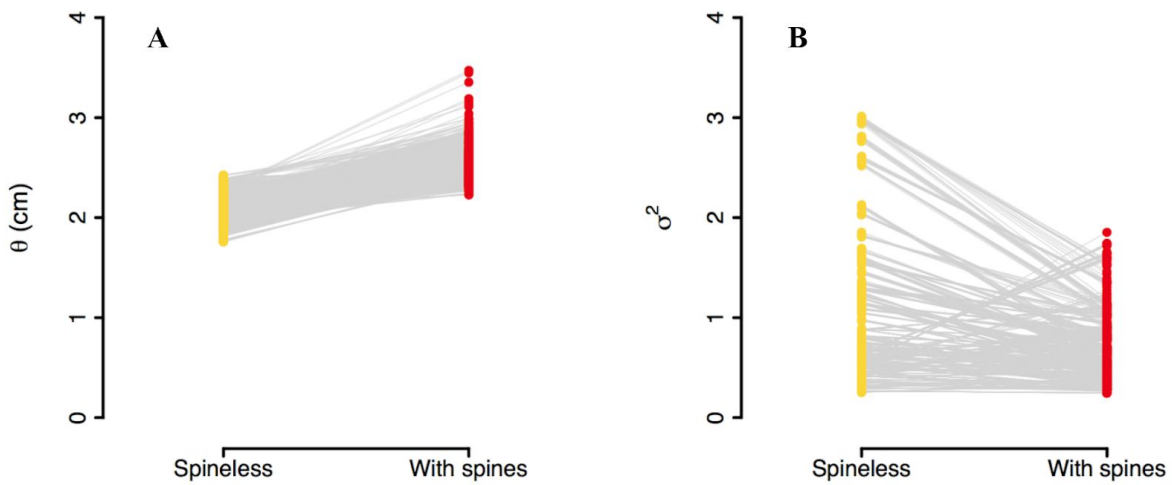 A
θ (cm)
4
3
2
1
0
Spineless
With spines
B
σ²
4
3
2
1
0
Spineless
With spines